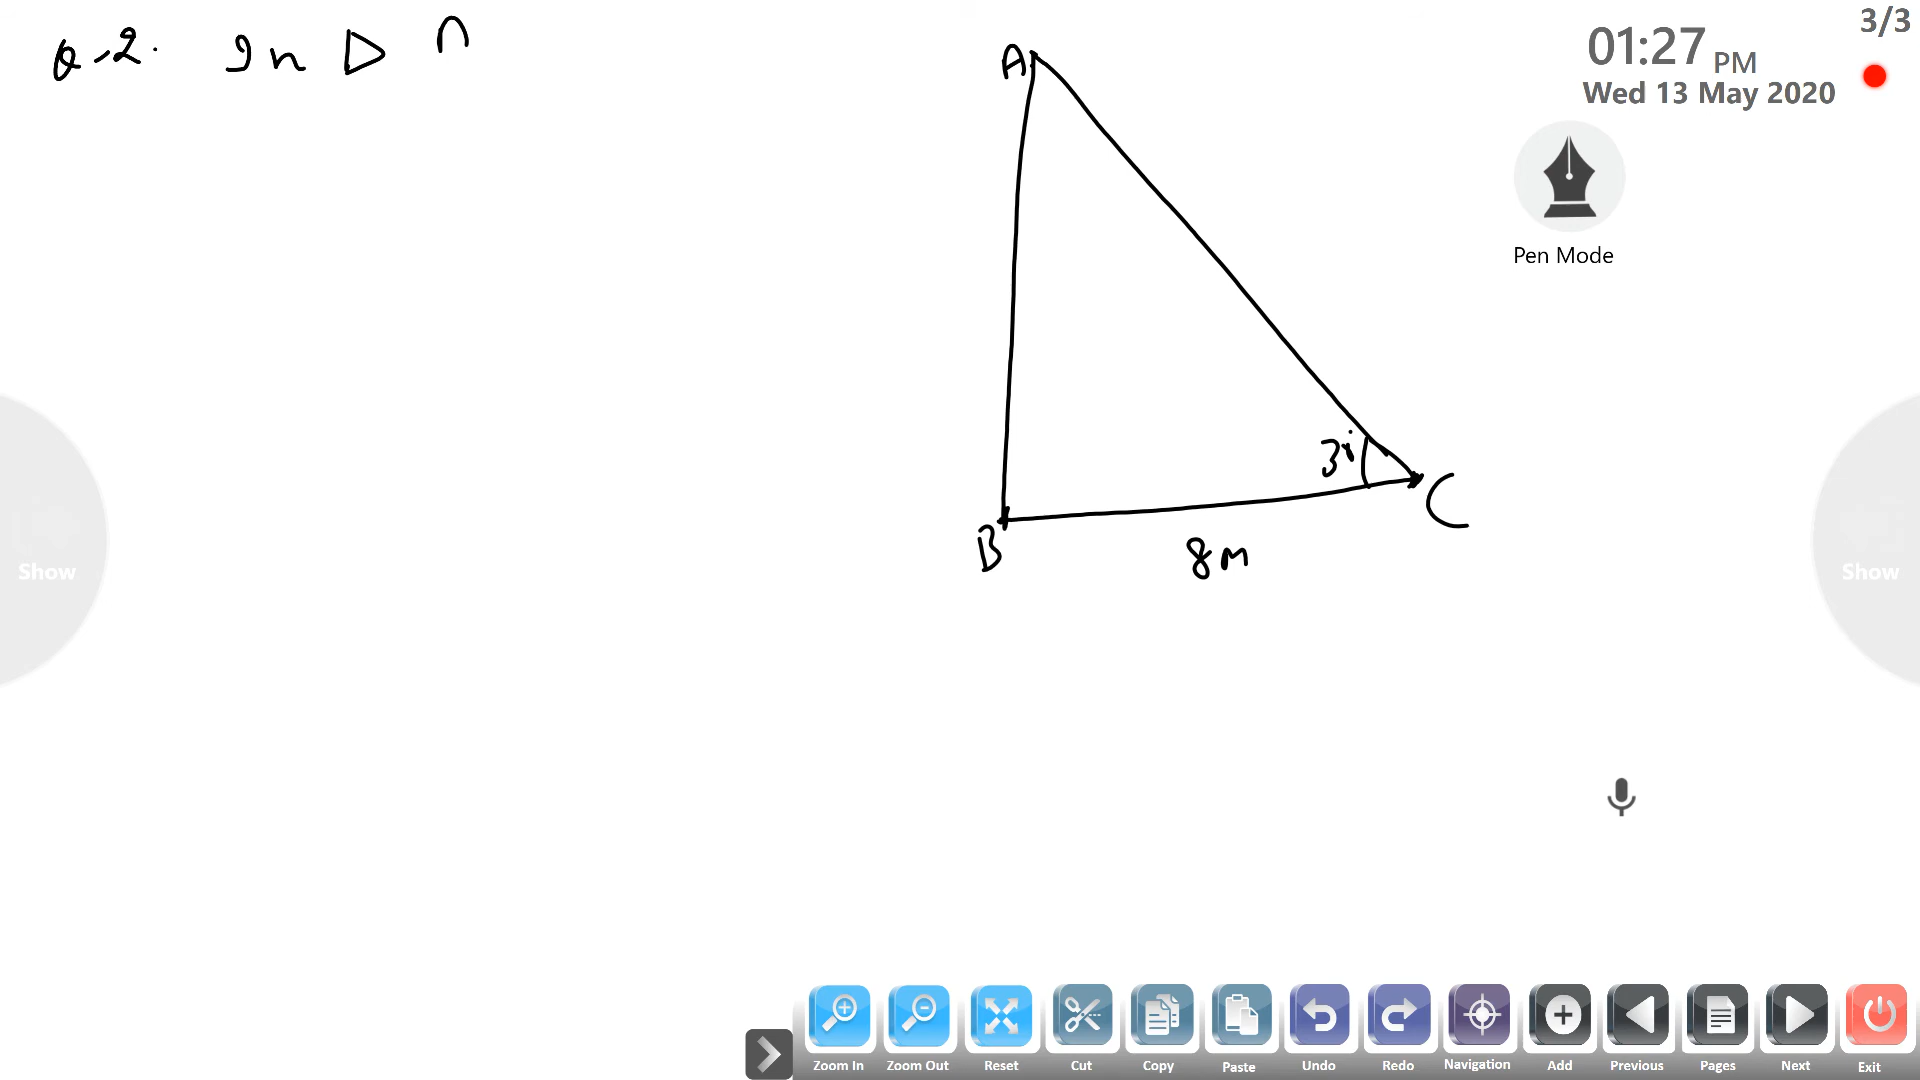 Q.2. In Δ
A
B
C
30°
8m
3/3
01:27 PM
Wed 13 May 2020
Pen Mode
Show
Show
Zoom In
Zoom Out
Reset
Cut
Copy
Paste
Undo
Redo
Navigation
Add
Previous
Pages
Next
Exit